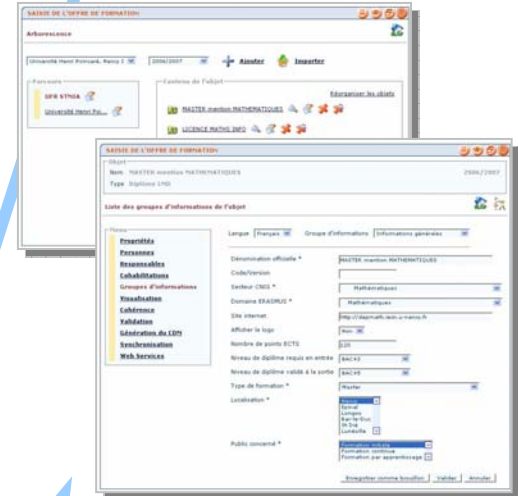 SAISIE DE L'OFFRE DE FORMATION
Arborescence
Université Henri Poincaré, Nancy I 2006/2007 Ajouter Importer
Parcours
UFR STMIA
Université Henri Poi...
Contenu de l'objet
Réorganiser les objets
MASTER mention MATHEMATIQUES
LICENCE MATHS INFO
SAISIE DE L'OFFRE DE FORMATION
Objet
Nom MASTER mention MATHEMATIQUES 2006/2007
Type Diplôme LMD
Liste des groupes d'informations de l'objet
Menu
Propriétés
Personnes
Responsables
Cohabilitations
Groupes d'informations
Visualisation
Cohérence
Validation
Génération du CDM
Synchronisation
Web Services
Langue Français Groupe d'informations Informations générales
Dénomination officielle * MASTER mention MATHEMATIQUES
Code/Version
Secteur CNIS * Mathématiques
Domaine ERASMUS * Mathématiques
Site internet
Afficher le logo Non
Nombre de points ECTS 120
Niveau de diplôme requis en entrée BAC+3
Niveau de diplôme validé à la sortie BAC+5
Type de formation * Master
Localisation * Nancy
Epinal
Longwy
Bar-le-Duc
St Dié
Lunéville
Public concerné * Formation initiale
Formation continue
Formation par apprentissage
Enregistrer comme brouillon Valider Annuler